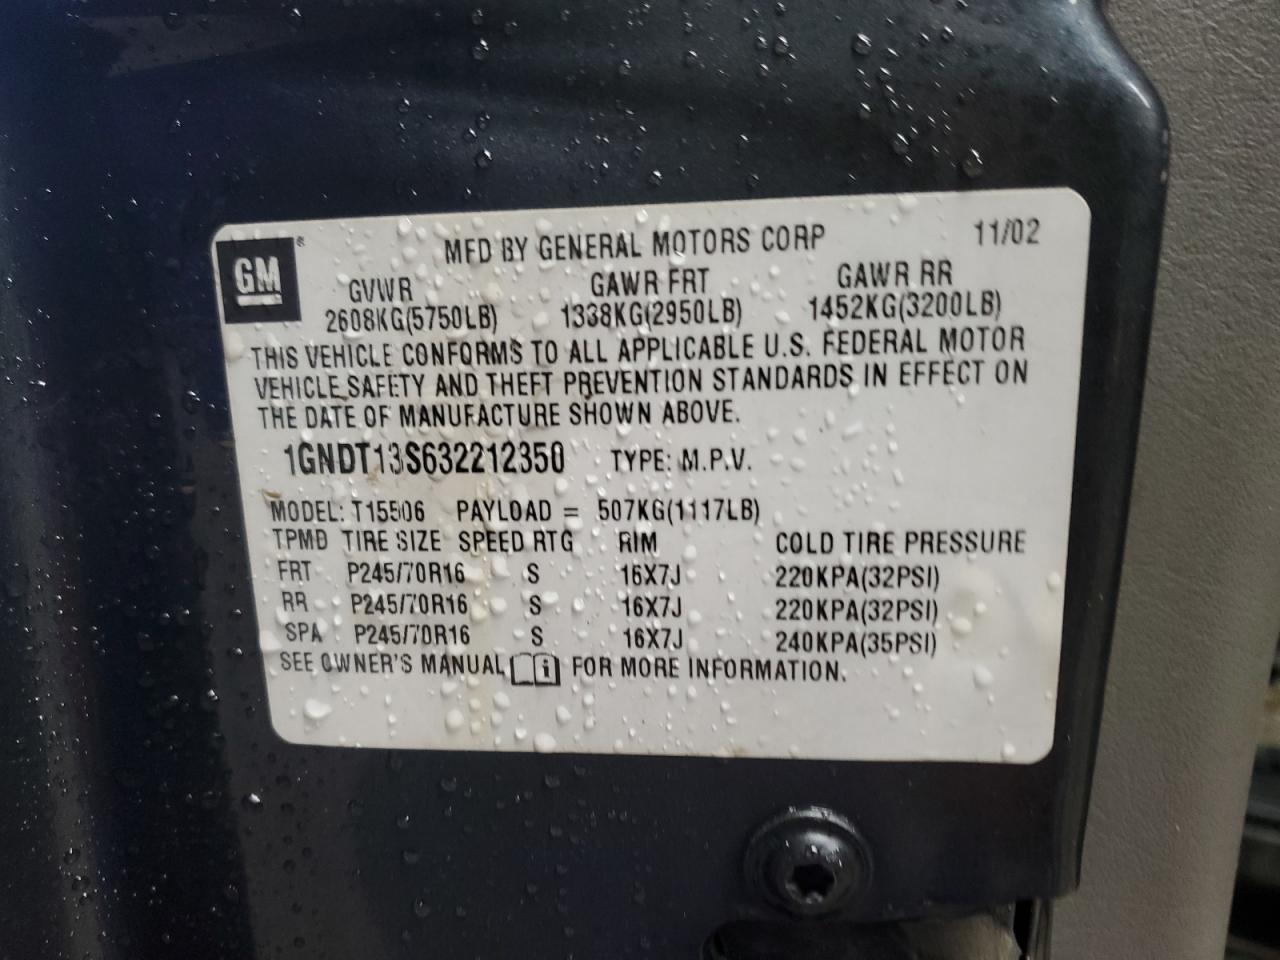 GM
MFD BY GENERAL MOTORS CORP 11/02
GVWR GAWR FRT GAWR RR
2608KG(5750LB) 1338KG(2950LB) 1452KG(3200LB)
THIS VEHICLE CONFORMS TO ALL APPLICABLE U.S. FEDERAL MOTOR
VEHICLE SAFETY AND THEFT PREVENTION STANDARDS IN EFFECT ON
THE DATE OF MANUFACTURE SHOWN ABOVE.
1GNDT13S632212350 TYPE: M.P.V.
MODEL: T15506 PAYLOAD = 507KG(1117LB)
TPMD TIRE SIZE SPEED RTG RIM COLD TIRE PRESSURE
FRT P245/70R16 S 16X7J 220KPA(32PSI)
RR P245/70R16 S 16X7J 220KPA(32PSI)
SPA P245/70R16 S 16X7J 240KPA(35PSI)
SEE OWNER'S MANUAL i FOR MORE INFORMATION.